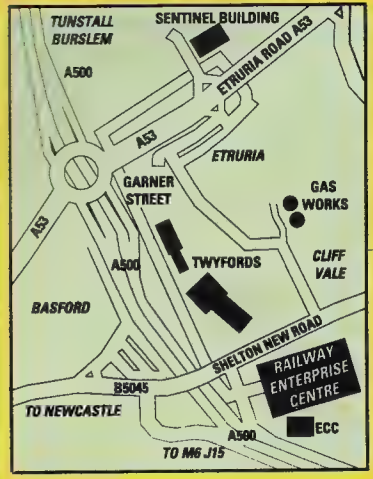 TUNSTALL
BURSLEM
SENTINEL BUILDING
A500
ETRURIA ROAD A53
A53
ETRURIA
GARNER
STREET
GAS
WORKS
A53
A500
TWYFORDS
CLIFF
VALE
BASFORD
SHELTON NEW ROAD
RAILWAY
ENTERPRISE
CENTRE
B5045
TO NEWCASTLE
A500
ECC
TO M6 J15